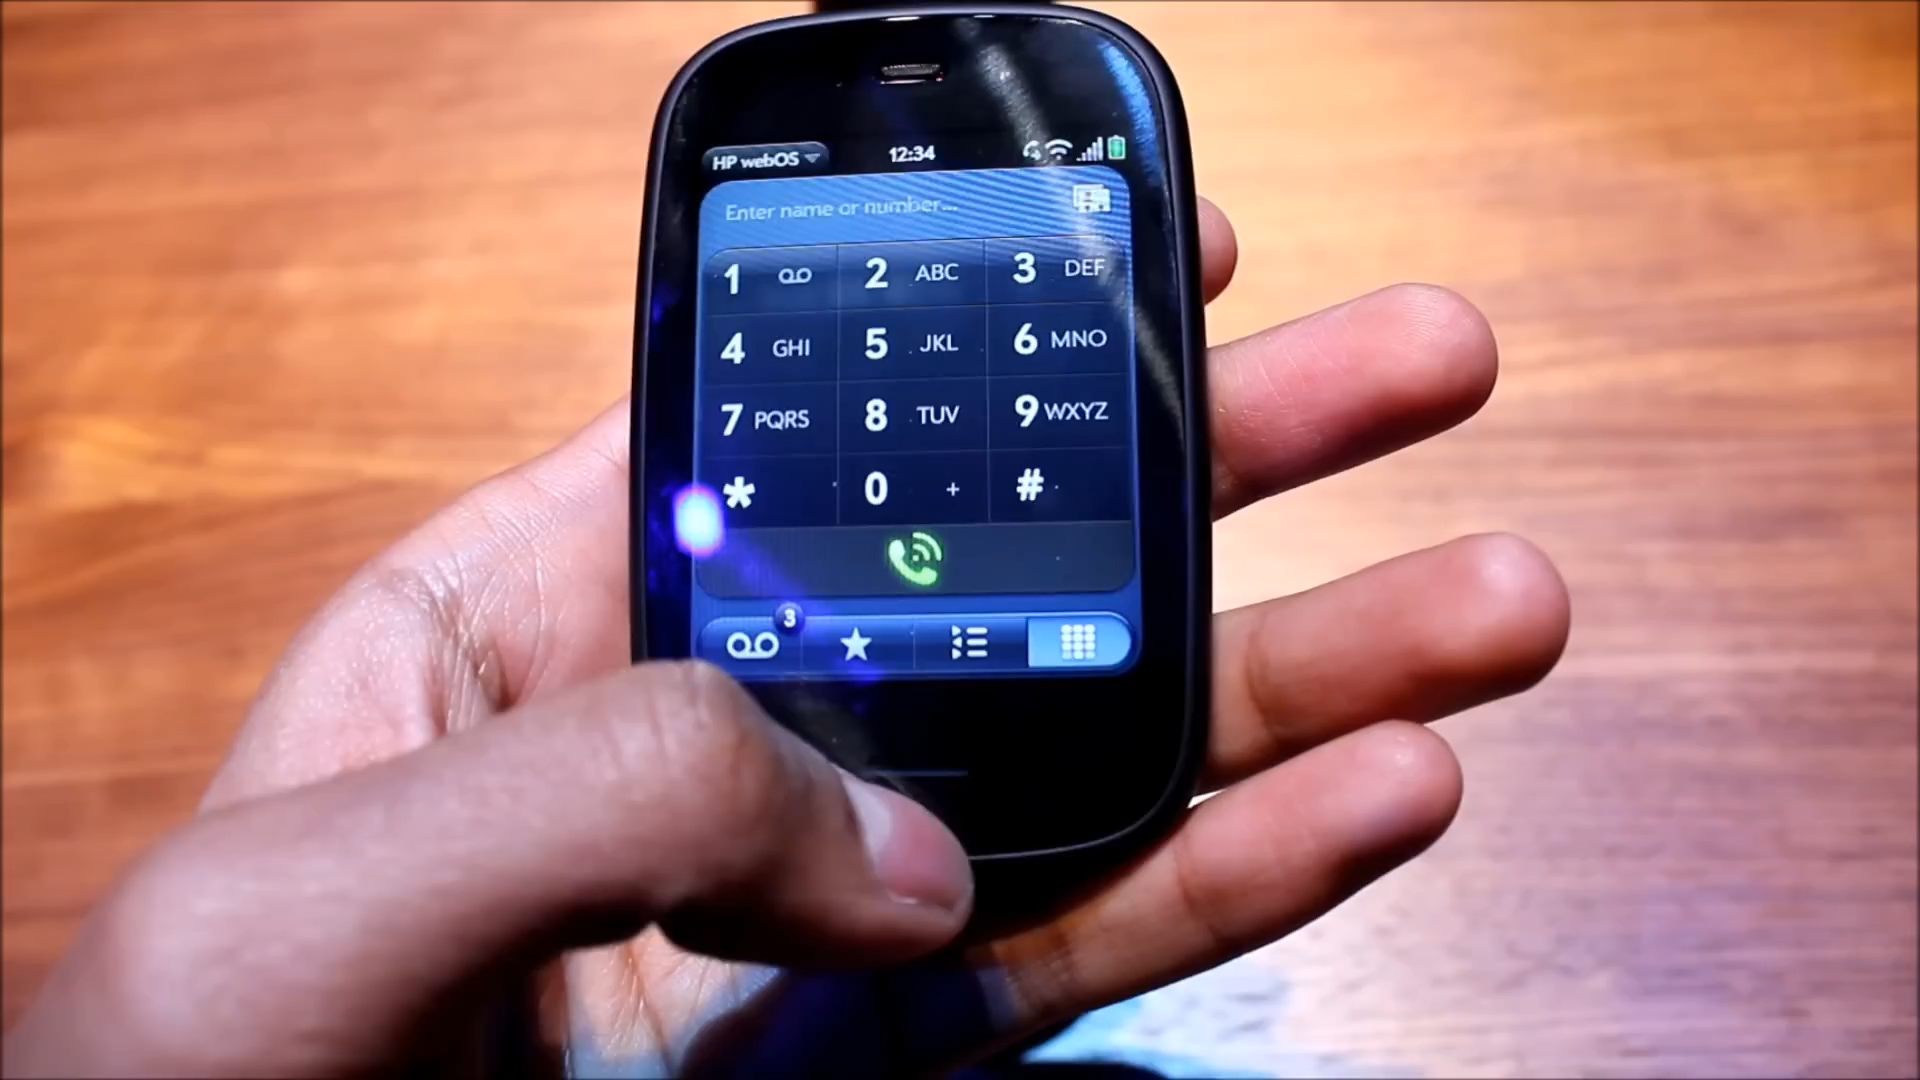 HP webOS 12:34
Enter name or number...
1 2 ABC 3 DEF
4 GHI 5 JKL 6 MNO
7 PQRS 8 TUV 9 WXYZ
* 0 + #
3